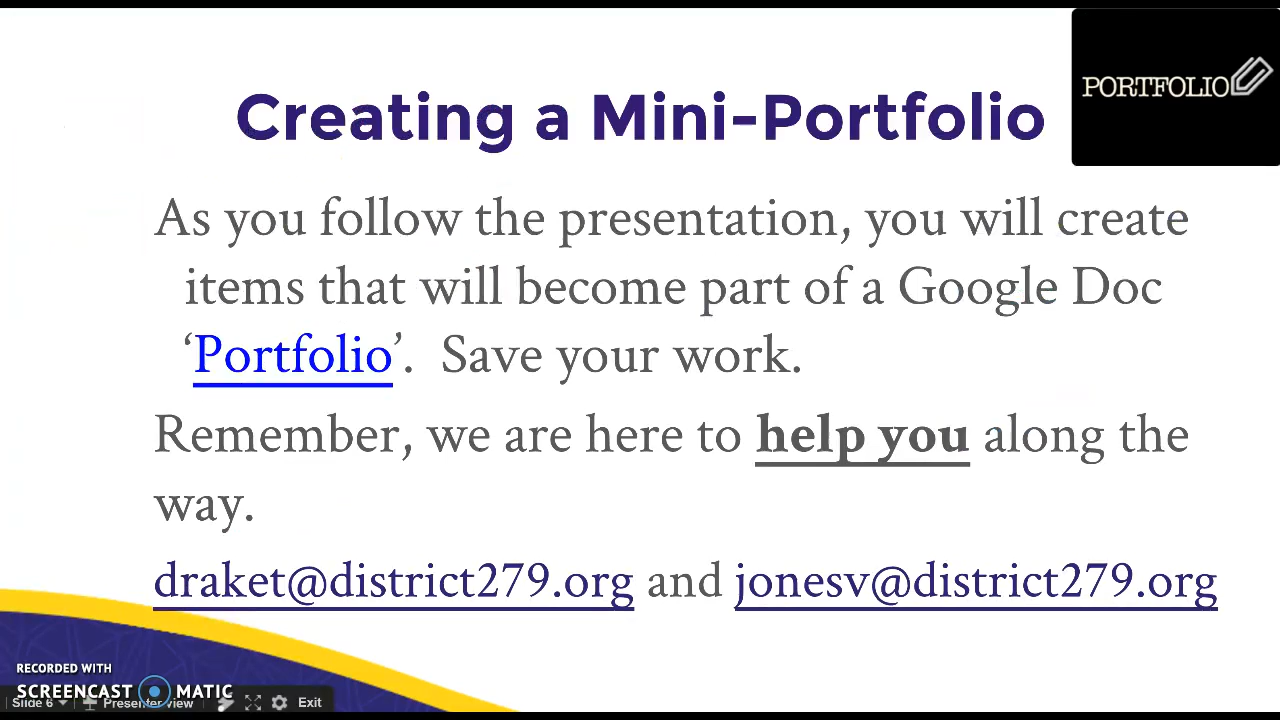 PORTFOLIO
Creating a Mini-Portfolio
As you follow the presentation, you will create
items that will become part of a Google Doc
‘Portfolio’. Save your work.
Remember, we are here to help you along the
way.
draket@district279.org and jonesv@district279.org
RECORDED WITH
SCREENCAST MATIC
Slide 6 Presenter view Exit